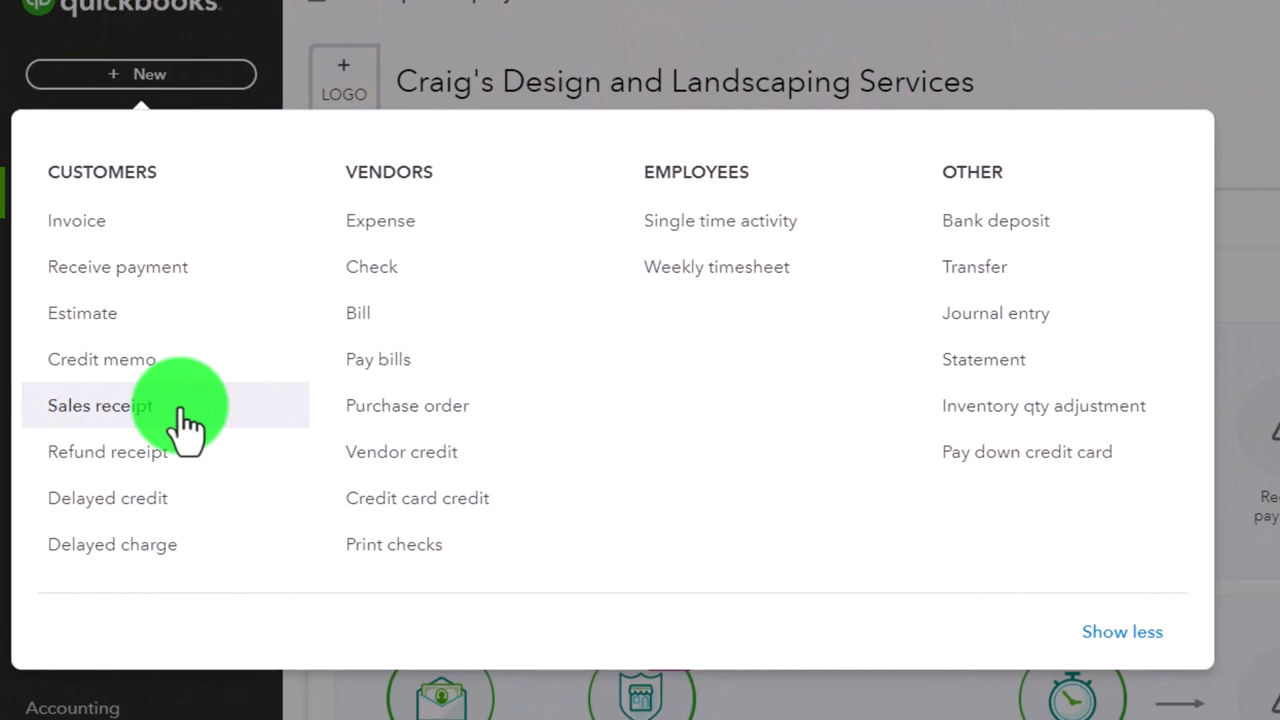 quickbooks.
+ New
+
LOGO
Craig's Design and Landscaping Services
CUSTOMERS
Invoice
Receive payment
Estimate
Credit memo
Sales receipt
Refund receipt
Delayed credit
Delayed charge
VENDORS
Expense
Check
Bill
Pay bills
Purchase order
Vendor credit
Credit card credit
Print checks
EMPLOYEES
Single time activity
Weekly timesheet
OTHER
Bank deposit
Transfer
Journal entry
Statement
Inventory qty adjustment
Pay down credit card
Show less
Accounting